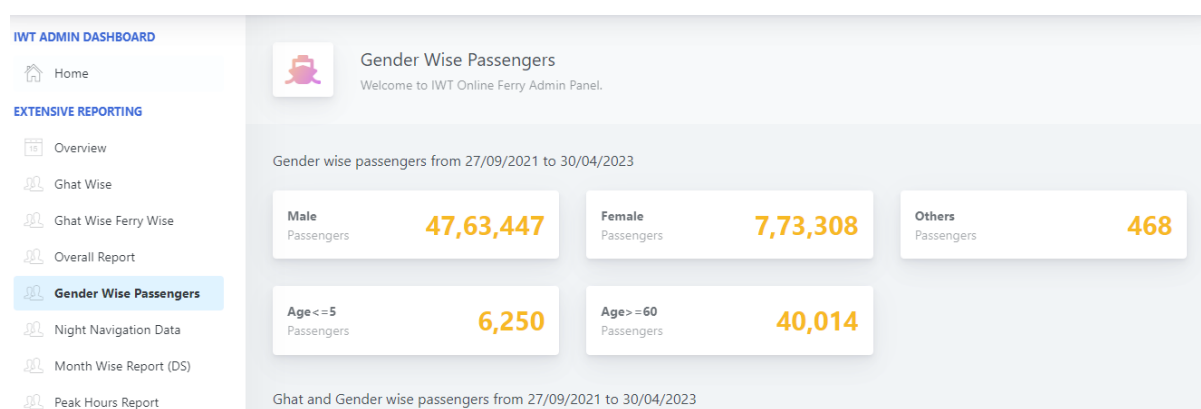 IWT ADMIN DASHBOARD
Home
EXTENSIVE REPORTING
15 Overview
Ghat Wise
Ghat Wise Ferry Wise
Overall Report
Gender Wise Passengers
Night Navigation Data
Month Wise Report (DS)
Peak Hours Report
Gender Wise Passengers
Welcome to IWT Online Ferry Admin Panel.
Gender wise passengers from 27/09/2021 to 30/04/2023
Male
Passengers
47,63,447
Female
Passengers
7,73,308
Others
Passengers
468
Age<=5
Passengers
6,250
Age>=60
Passengers
40,014
Ghat and Gender wise passengers from 27/09/2021 to 30/04/2023